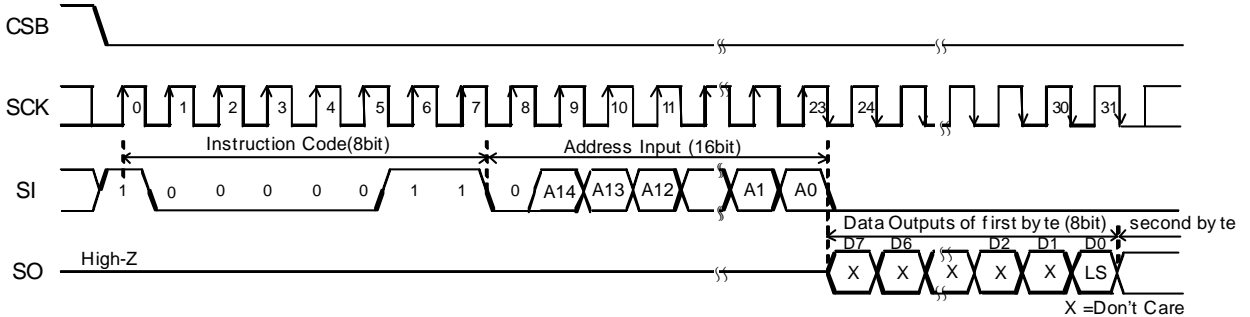 CSB
SCK 0 1 2 3 4 5 6 7 8 9 10 11 23 24 30 31
Instruction Code(8bit) Address Input (16bit)
SI 1 0 0 0 0 0 1 1 0 A14 A13 A12 A1 A0
Data Outputs of first byte (8bit) second byte
High-Z D7 D6 D2 D1 D0
SO X X X X X LS
X =Don't Care